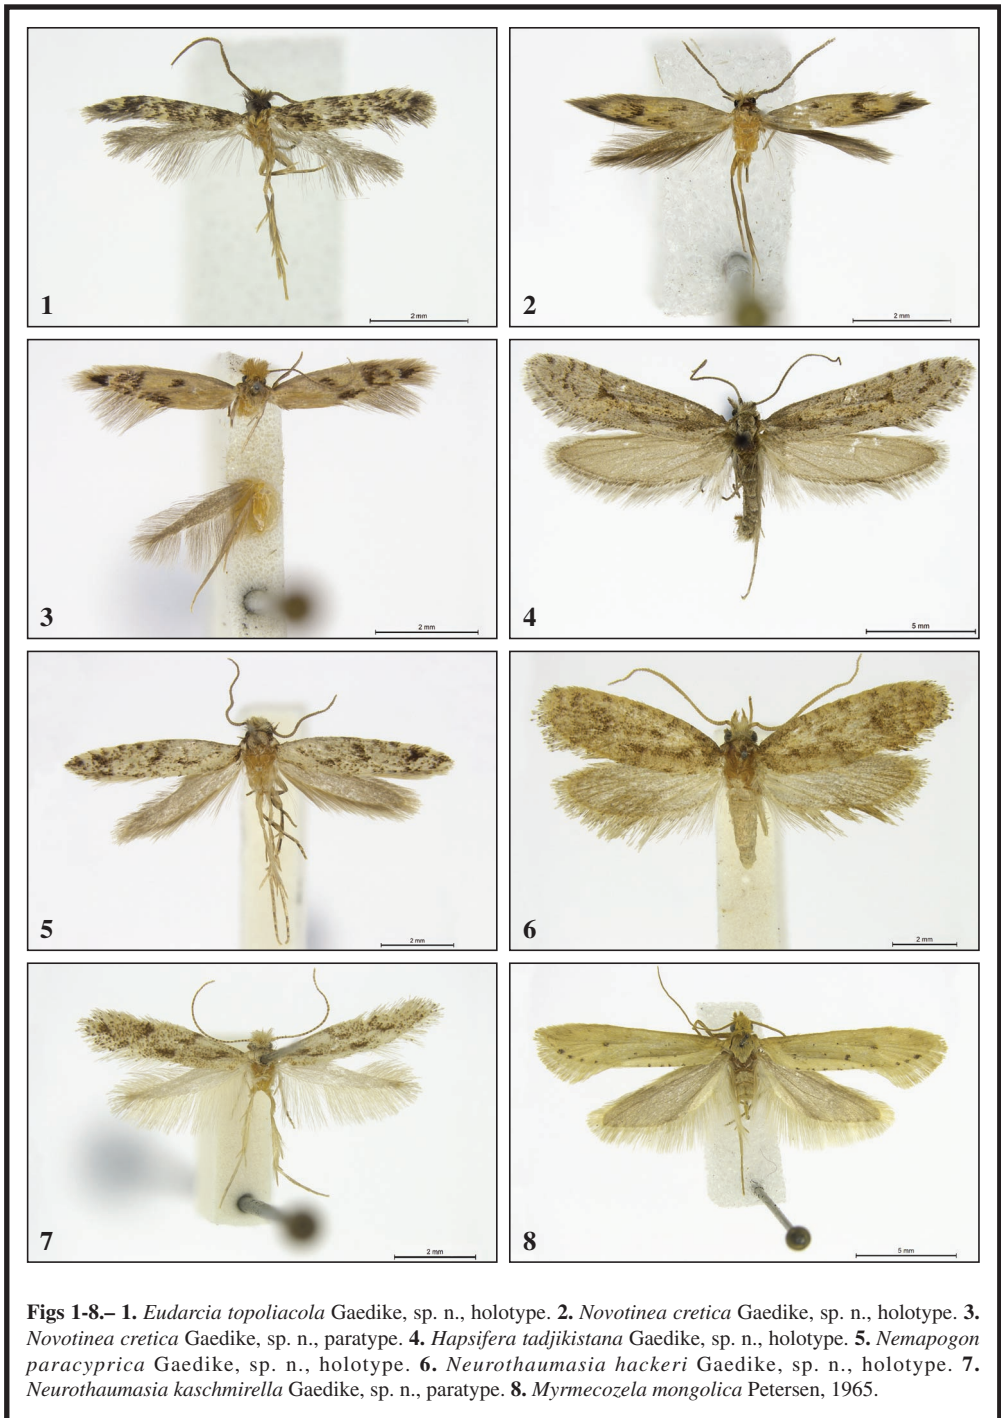 1
2 mm
2
2 mm
3
2 mm
4
5 mm
5
2 mm
6
2 mm
7
2 mm
8
5 mm
Figs 1-8.– 1. Eudarcia topoliacola Gaedike, sp. n., holotype. 2. Novotinea cretica Gaedike, sp. n., holotype. 3.
Novotinea cretica Gaedike, sp. n., paratype. 4. Hapsifera tadjikistana Gaedike, sp. n., holotype. 5. Nemapogon
paracyprica Gaedike, sp. n., holotype. 6. Neurothaumasia hackeri Gaedike, sp. n., holotype. 7.
Neurothaumasia kaschmirella Gaedike, sp. n., paratype. 8. Myrmecozela mongolica Petersen, 1965.